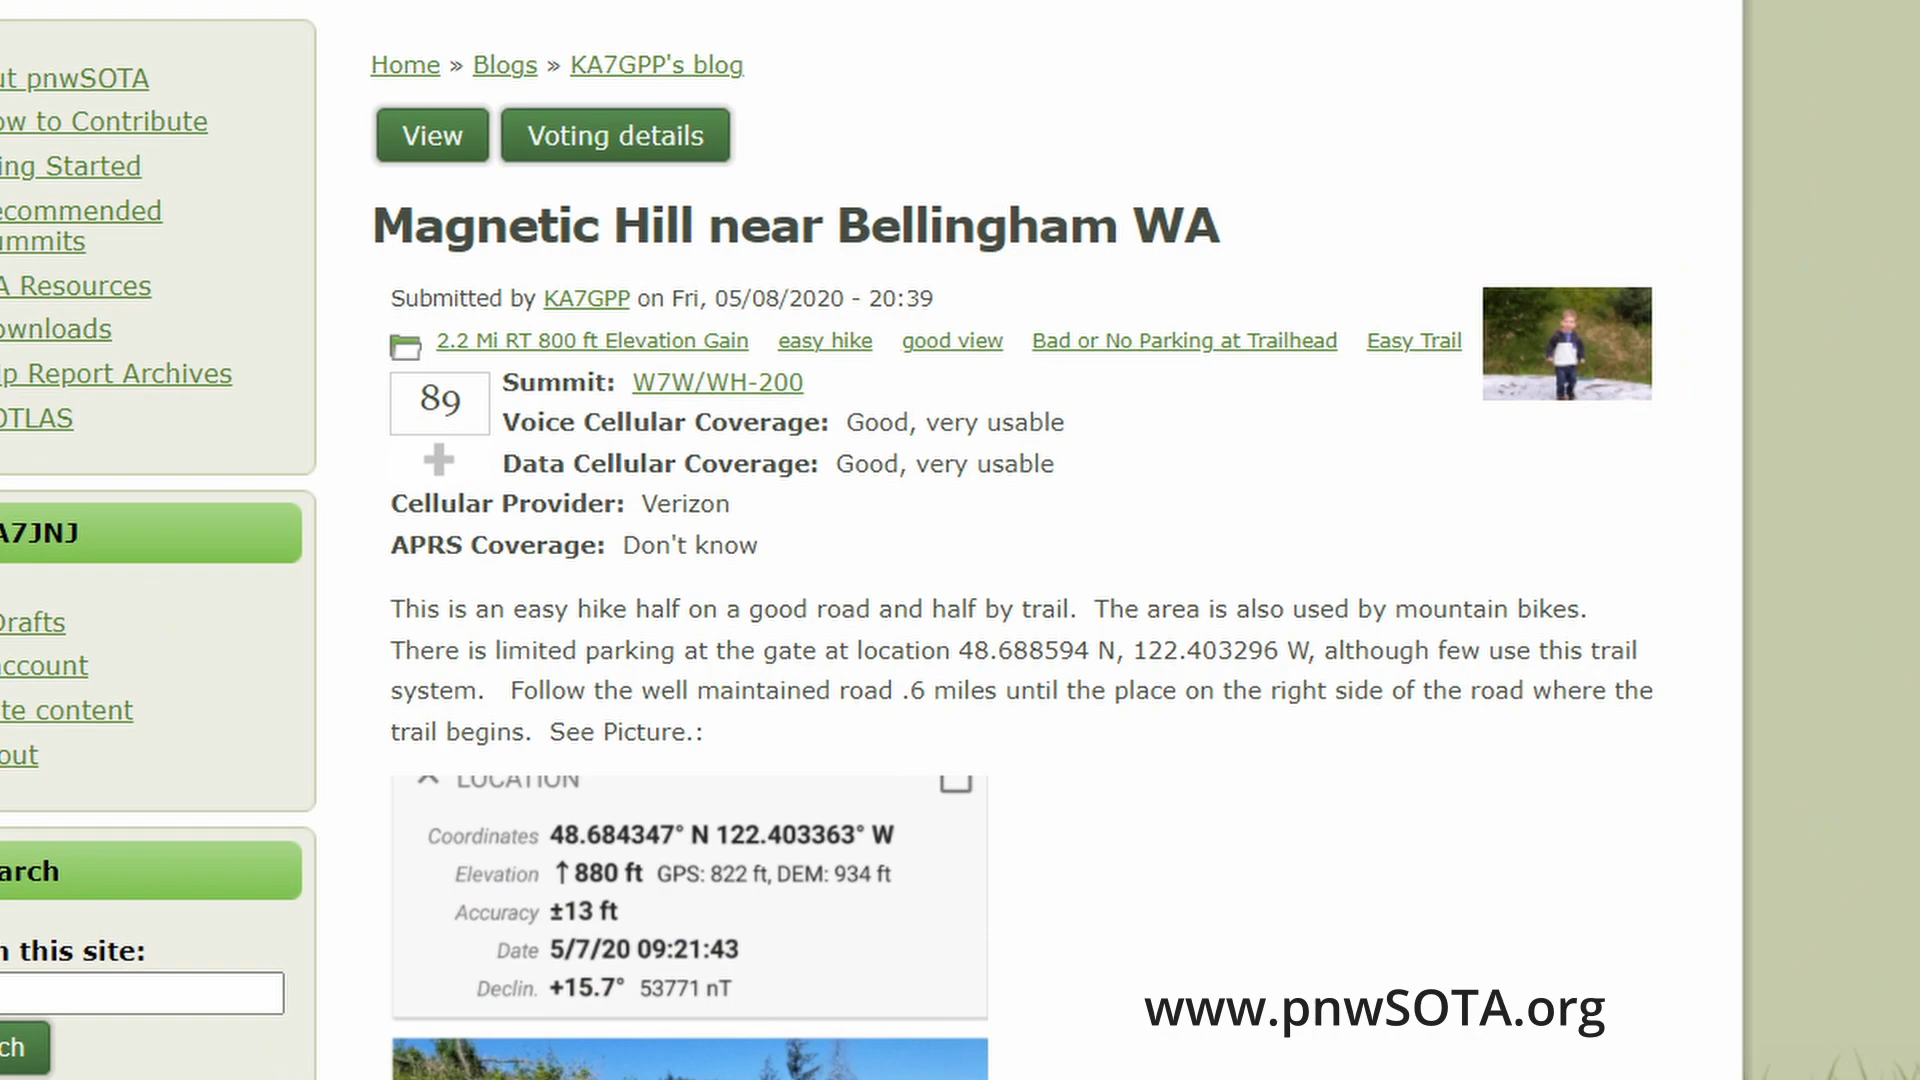 Home » Blogs » KA7GPP's blog
View Voting details
Magnetic Hill near Bellingham WA
Submitted by KA7GPP on Fri, 05/08/2020 - 20:39
2.2 Mi RT 800 ft Elevation Gain easy hike good view Bad or No Parking at Trailhead Easy Trail
89
Summit: W7W/WH-200
Voice Cellular Coverage: Good, very usable
Data Cellular Coverage: Good, very usable
Cellular Provider: Verizon
APRS Coverage: Don't know
This is an easy hike half on a good road and half by trail. The area is also used by mountain bikes.
There is limited parking at the gate at location 48.688594 N, 122.403296 W, although few use this trail
system. Follow the well maintained road .6 miles until the place on the right side of the road where the
trail begins. See Picture.:
LOCATION
Coordinates 48.684347° N 122.403363° W
Elevation ↑880 ft GPS: 822 ft, DEM: 934 ft
Accuracy ±13 ft
Date 5/7/20 09:21:43
Declin. +15.7° 53771 nT
www.pnwSOTA.org
ut pnwSOTA
ow to Contribute
ing Started
ecommended
ummits
A Resources
ownloads
ip Report Archives
OTLAS
A7JNJ
Drafts
account
te content
out
arch
n this site:
ch